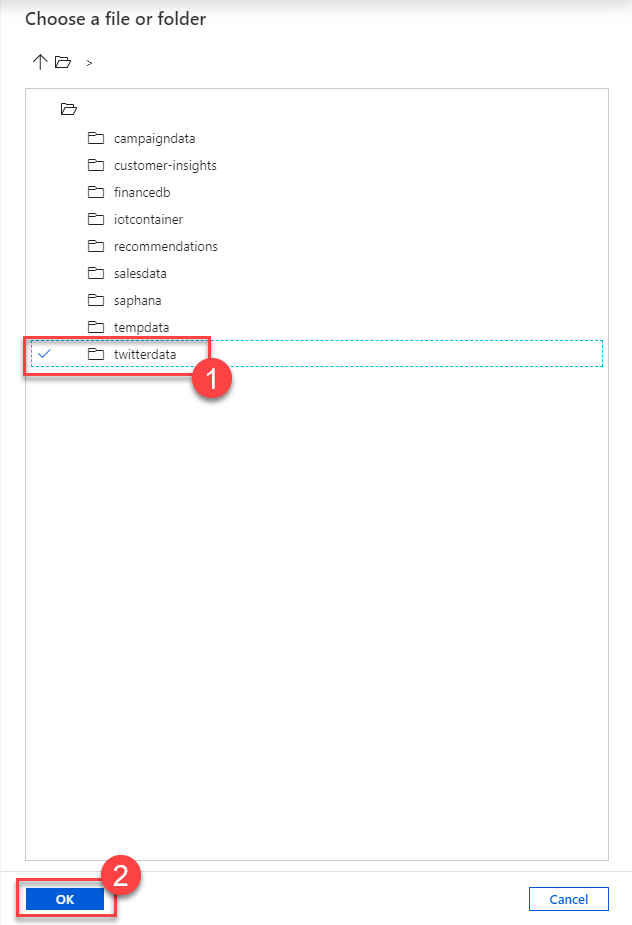 Choose a file or folder
>
campaigndata
customer-insights
financedb
iotcontainer
recommendations
salesdata
saphana
tempdata
twitterdata
1
2
OK
Cancel